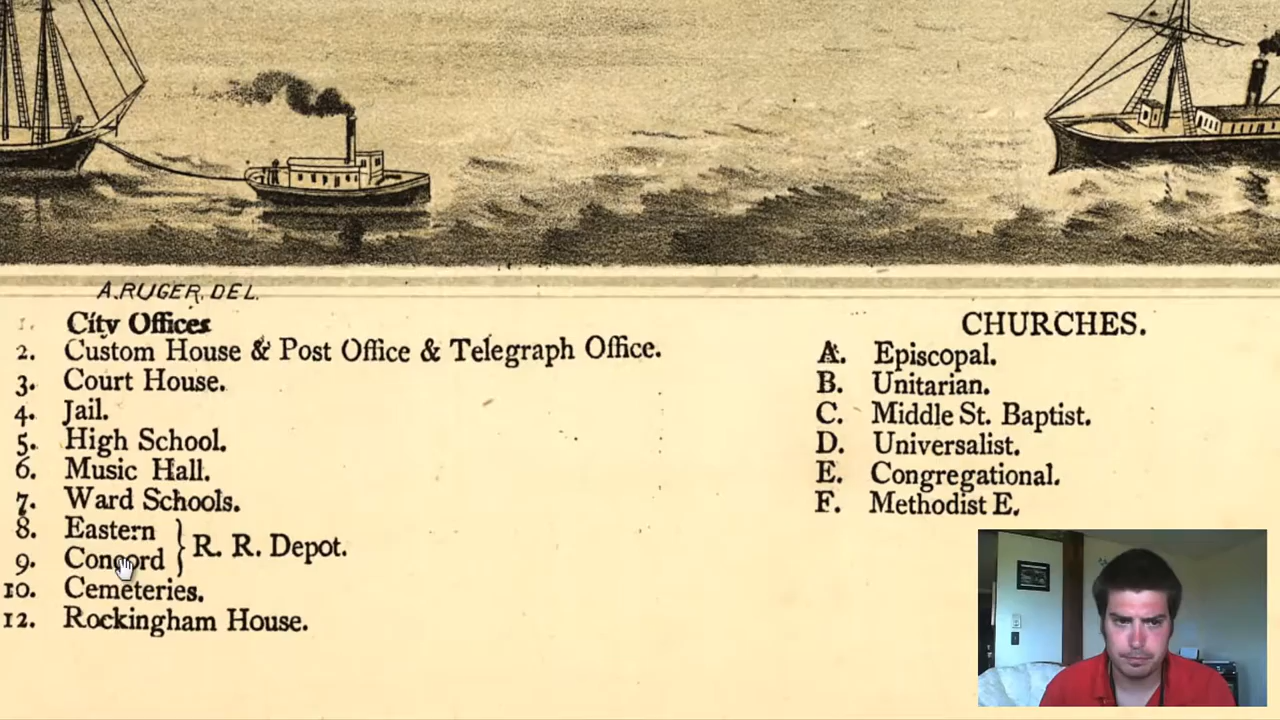 A. RUGER, DEL.
1. City Offices
2. Custom House & Post Office & Telegraph Office.
3. Court House.
4. Jail.
5. High School.
6. Music Hall.
7. Ward Schools.
8. Eastern
9. Concord } R. R. Depot.
10. Cemeteries.
12. Rockingham House.
CHURCHES.
A. Episcopal.
B. Unitarian.
C. Middle St. Baptist.
D. Universalist.
E. Congregational.
F. Methodist E.